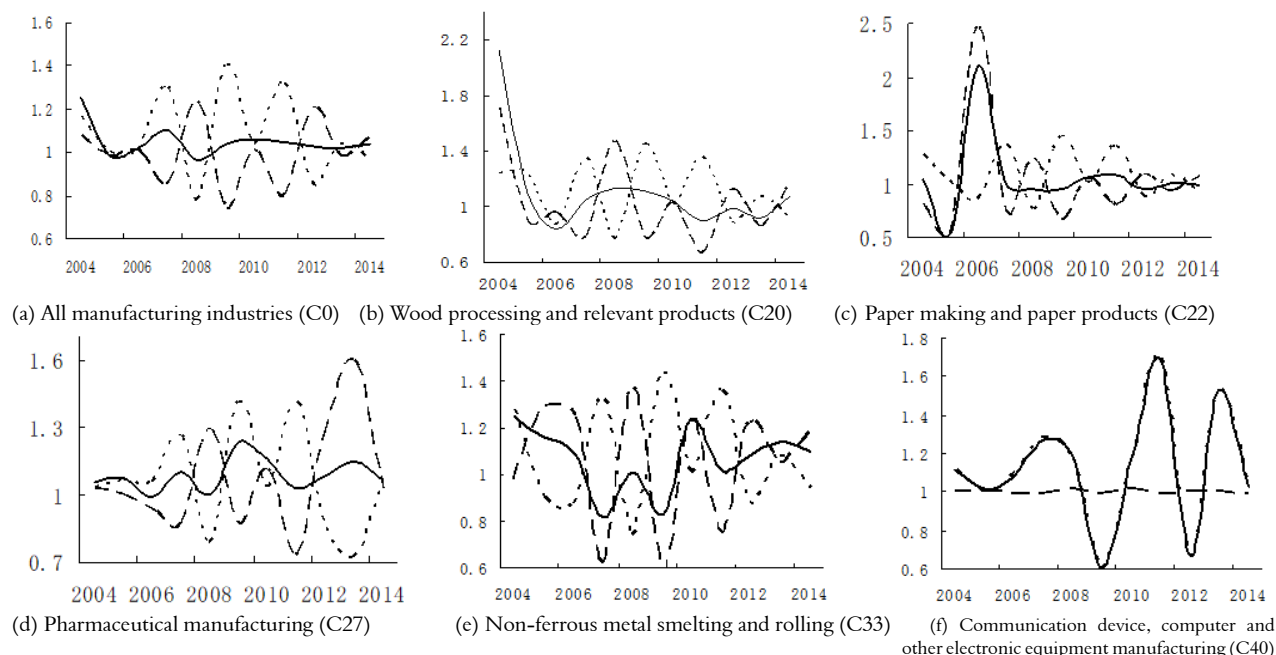 1.6
1.4
1.2
1
0.8
0.6
2004 2006 2008 2010 2012 2014
(a) All manufacturing industries (C0)
2.2
1.8
1.4
1
0.6
2004 2006 2008 2010 2012 2014
(b) Wood processing and relevant products (C20)
2.5
2
1.5
1
0.5
2004 2006 2008 2010 2012 2014
(c) Paper making and paper products (C22)
1.6
1.3
1
0.7
2004 2006 2008 2010 2012 2014
(d) Pharmaceutical manufacturing (C27)
1.6
1.4
1.2
1
0.8
0.6
2004 2006 2008 2010 2012 2014
(e) Non-ferrous metal smelting and rolling (C33)
1.8
1.6
1.4
1.2
1
0.8
0.6
2004 2006 2008 2010 2012 2014
(f) Communication device, computer and
other electronic equipment manufacturing (C40)